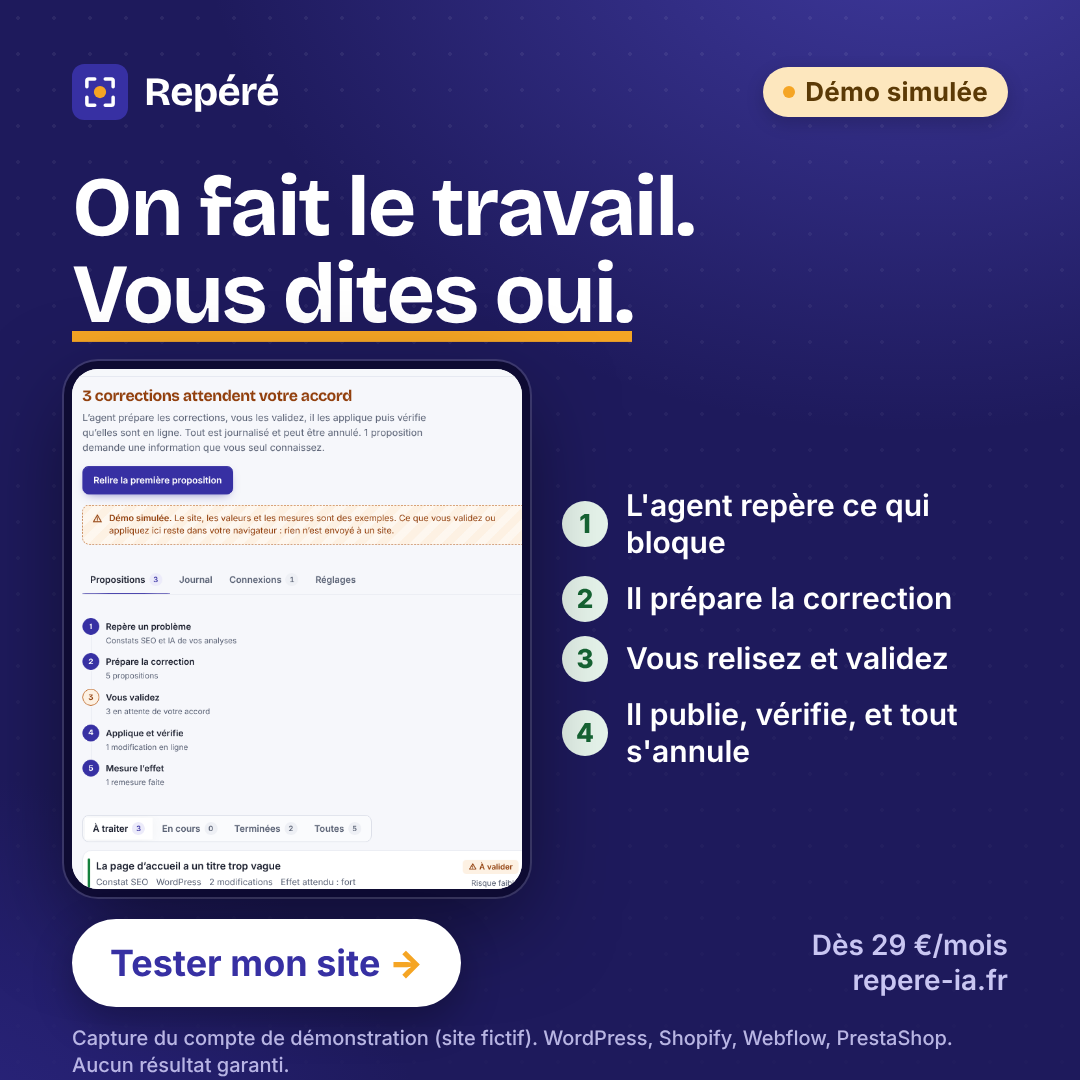 Repéré
Démo simulée
On fait le travail.
Vous dites oui.
3 corrections attendent votre accord
L'agent prépare les corrections, vous les validez, il les applique puis vérifie
qu'elles sont en ligne. Tout est journalisé et peut être annulé. 1 proposition
demande une information que vous seul connaissez.
Relire la première proposition
Démo simulée. Le site, les valeurs et les mesures sont des exemples. Ce que vous validez ou
appliquez ici reste dans votre navigateur : rien n'est envoyé à un site.
Propositions 3 Journal Connexions 1 Réglages
1 Repère un problème
Constats SEO et IA de vos analyses
2 Prépare la correction
5 propositions
3 Vous validez
3 en attente de votre accord
4 Applique et vérifie
1 modification en ligne
5 Mesure l'effet
1 remesure faite
À traiter 3 En cours 0 Terminées 2 Toutes 5
La page d'accueil a un titre trop vague
À valider
Constat SEO WordPress 2 modifications Effet attendu : fort
Risque
1 L'agent repère ce qui
bloque
2 Il prépare la correction
3 Vous relisez et validez
4 Il publie, vérifie, et tout
s'annule
Tester mon site →
Dès 29 €/mois
repere-ia.fr
Capture du compte de démonstration (site fictif). WordPress, Shopify, Webflow, PrestaShop.
Aucun résultat garanti.